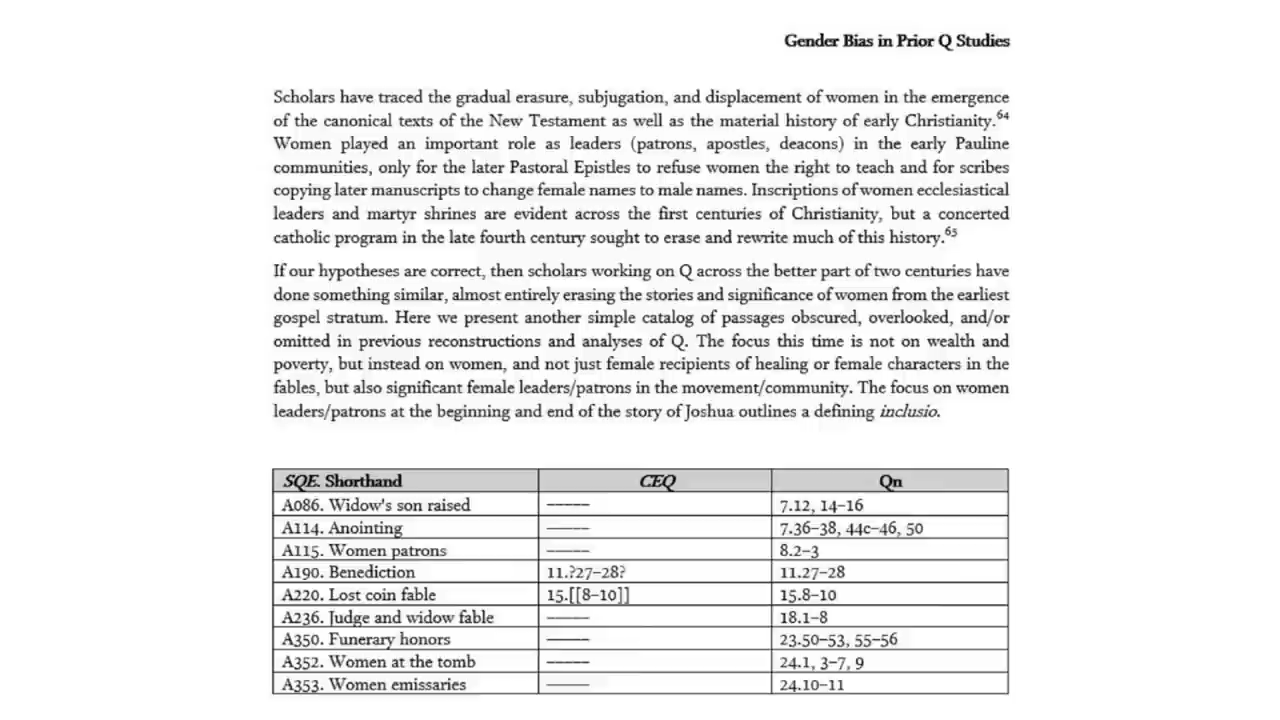 Gender Bias in Prior Q Studies
Scholars have traced the gradual erasure, subjugation, and displacement of women in the emergence
of the canonical texts of the New Testament as well as the material history of early Christianity.⁶⁴
Women played an important role as leaders (patrons, apostles, deacons) in the early Pauline
communities, only for the later Pastoral Epistles to refuse women the right to teach and for scribes
copying later manuscripts to change female names to male names. Inscriptions of women ecclesiastical
leaders and martyr shrines are evident across the first centuries of Christianity, but a concerted
catholic program in the late fourth century sought to erase and rewrite much of this history.⁶⁵
If our hypotheses are correct, then scholars working on Q across the better part of two centuries have
done something similar, almost entirely erasing the stories and significance of women from the earliest
gospel stratum. Here we present another simple catalog of passages obscured, overlooked, and/or
omitted in previous reconstructions and analyses of Q. The focus this time is not on wealth and
poverty, but instead on women, and not just female recipients of healing or female characters in the
fables, but also significant female leaders/patrons in the movement/community. The focus on women
leaders/patrons at the beginning and end of the story of Joshua outlines a defining inclusio.
SQE. Shorthand CEQ Qn
A086. Widow's son raised ——— 7.12, 14–16
A114. Anointing ——— 7.36–38, 44c–46, 50
A115. Women patrons ——— 8.2–3
A190. Benediction 11.?27–28? 11.27–28
A220. Lost coin fable 15.[[8–10]] 15.8–10
A236. Judge and widow fable ——— 18.1–8
A350. Funerary honors ——— 23.50–53, 55–56
A352. Women at the tomb ——— 24.1, 3–7, 9
A353. Women emissaries ——— 24.10–11